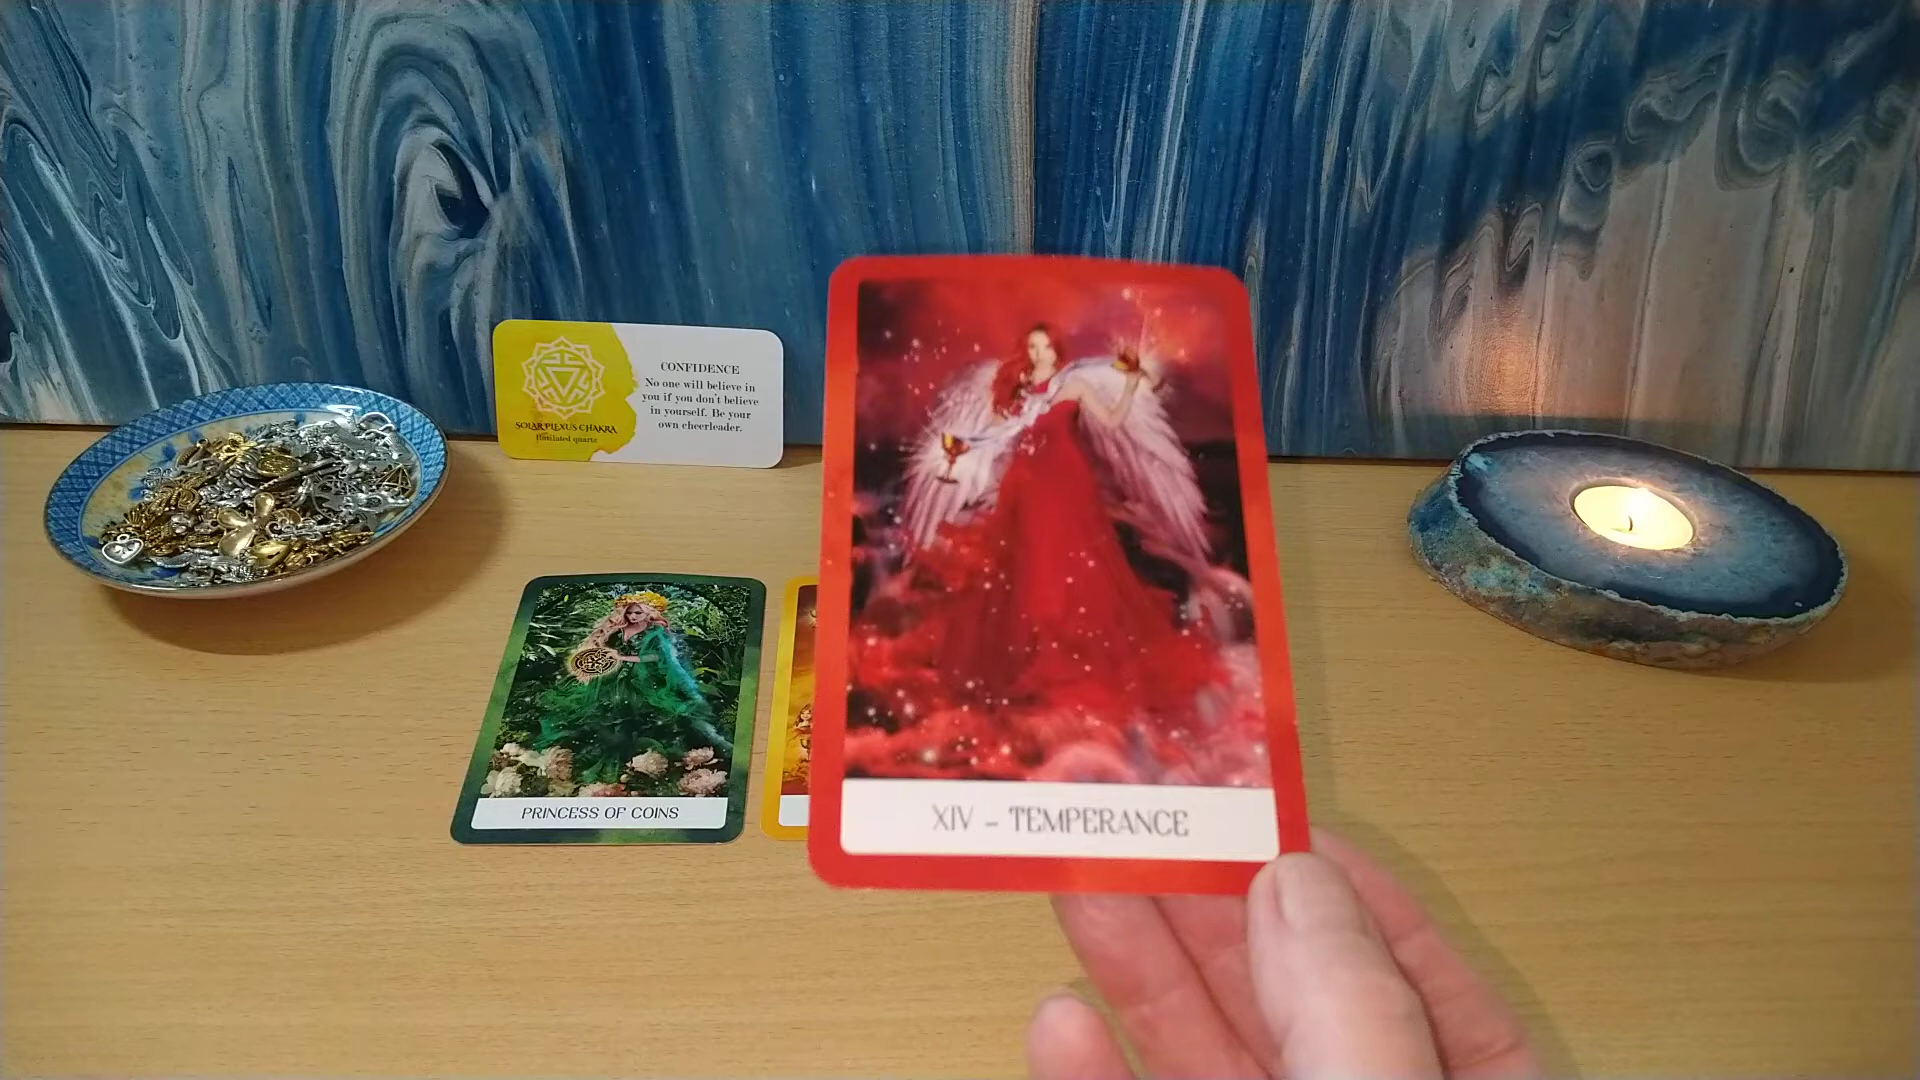 CONFIDENCE
No one will believe in
you if you don't believe
in yourself. Be your
own cheerleader.
SOLAR PLEXUS CHAKRA
Rutilated quartz
PRINCESS OF COINS
XIV - TEMPERANCE